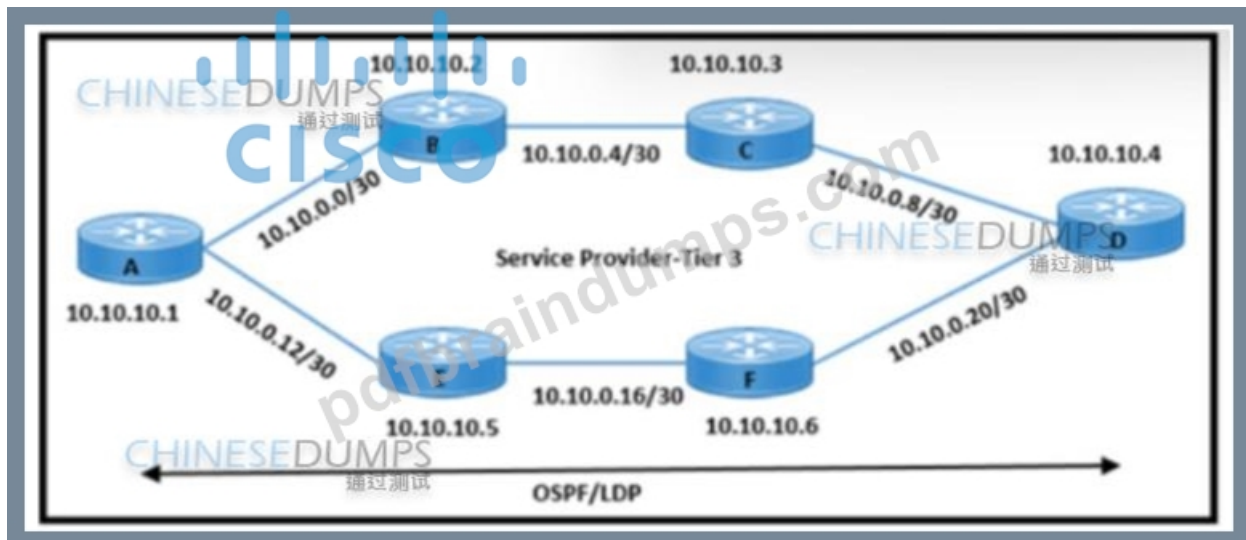 10.10.10.2
10.10.10.3
CHINESEDUMPS
通过测试
CISCO
B
10.10.0.4/30
C
10.10.10.4
10.10.0.0/30
10.10.0.8/30
CHINESEDUMPS
通过测试
D
A
Service Provider-Tier 3
10.10.10.1
10.10.0.12/30
10.10.0.20/30
E
F
10.10.0.16/30
10.10.10.5
10.10.10.6
pdfbraindumps.com
CHINESEDUMPS
通过测试
OSPF/LDP